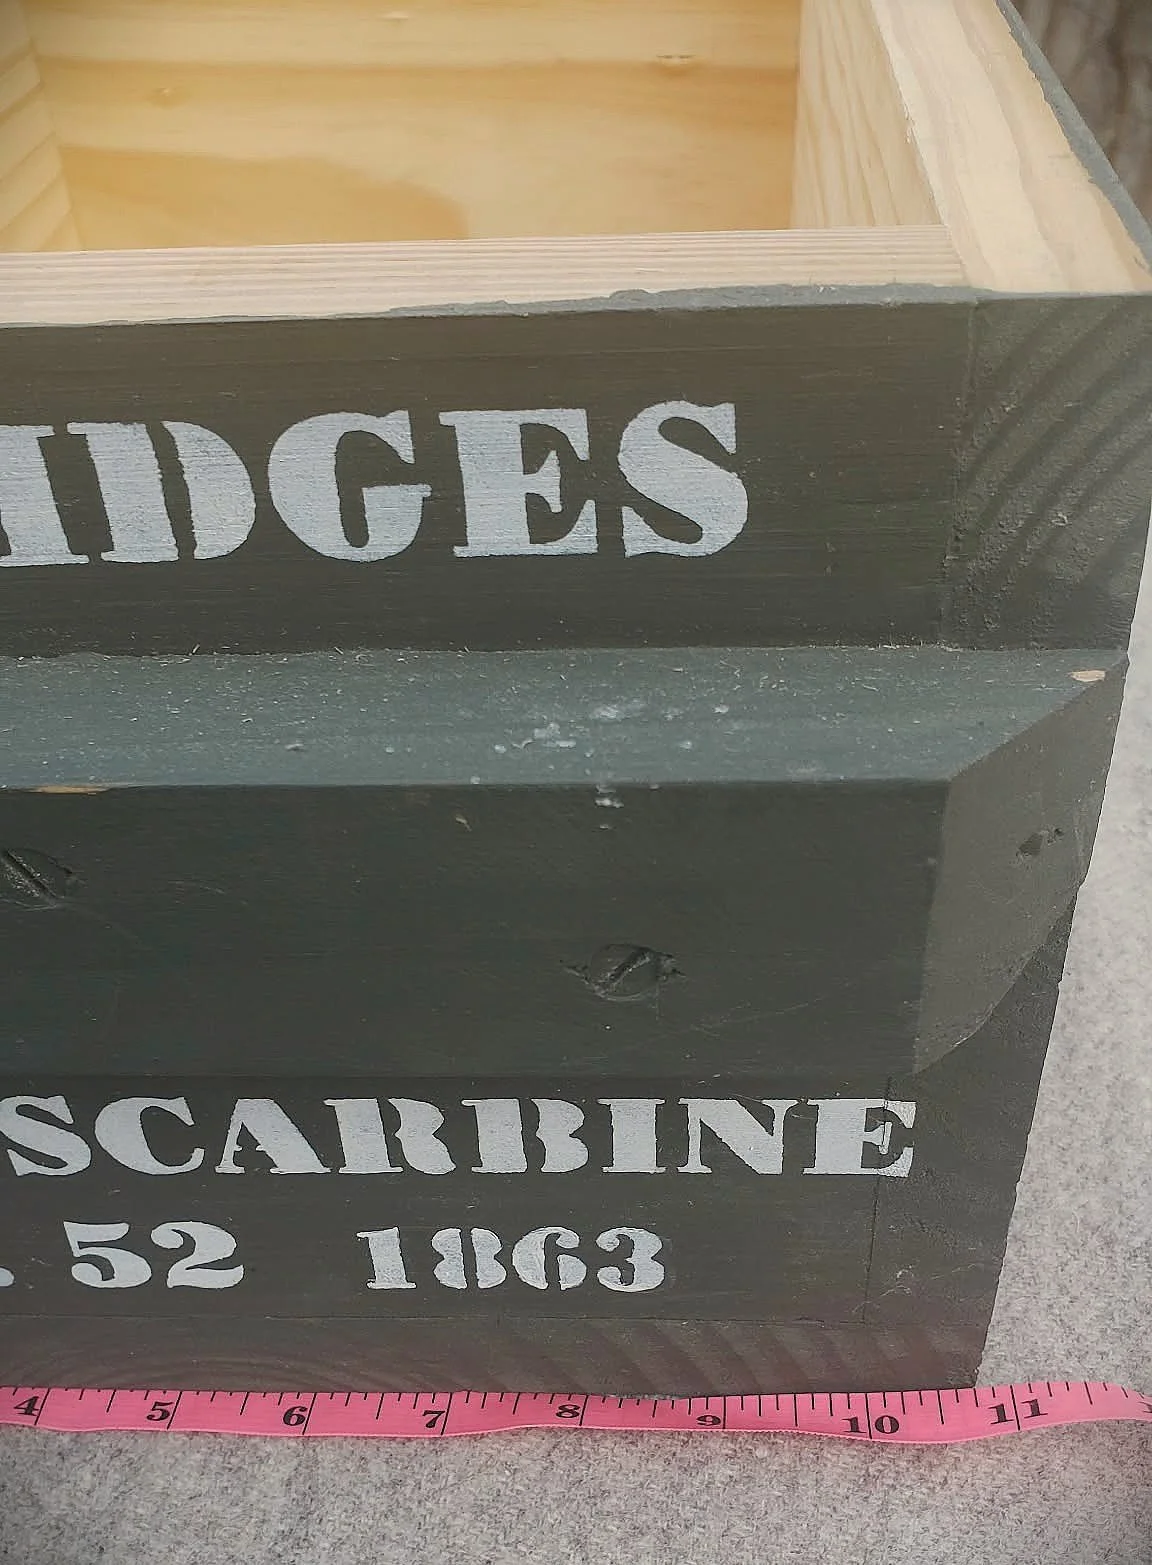 IDGES
SCARBINE
. 52 1863
4 5 6 7 8 9 10 11